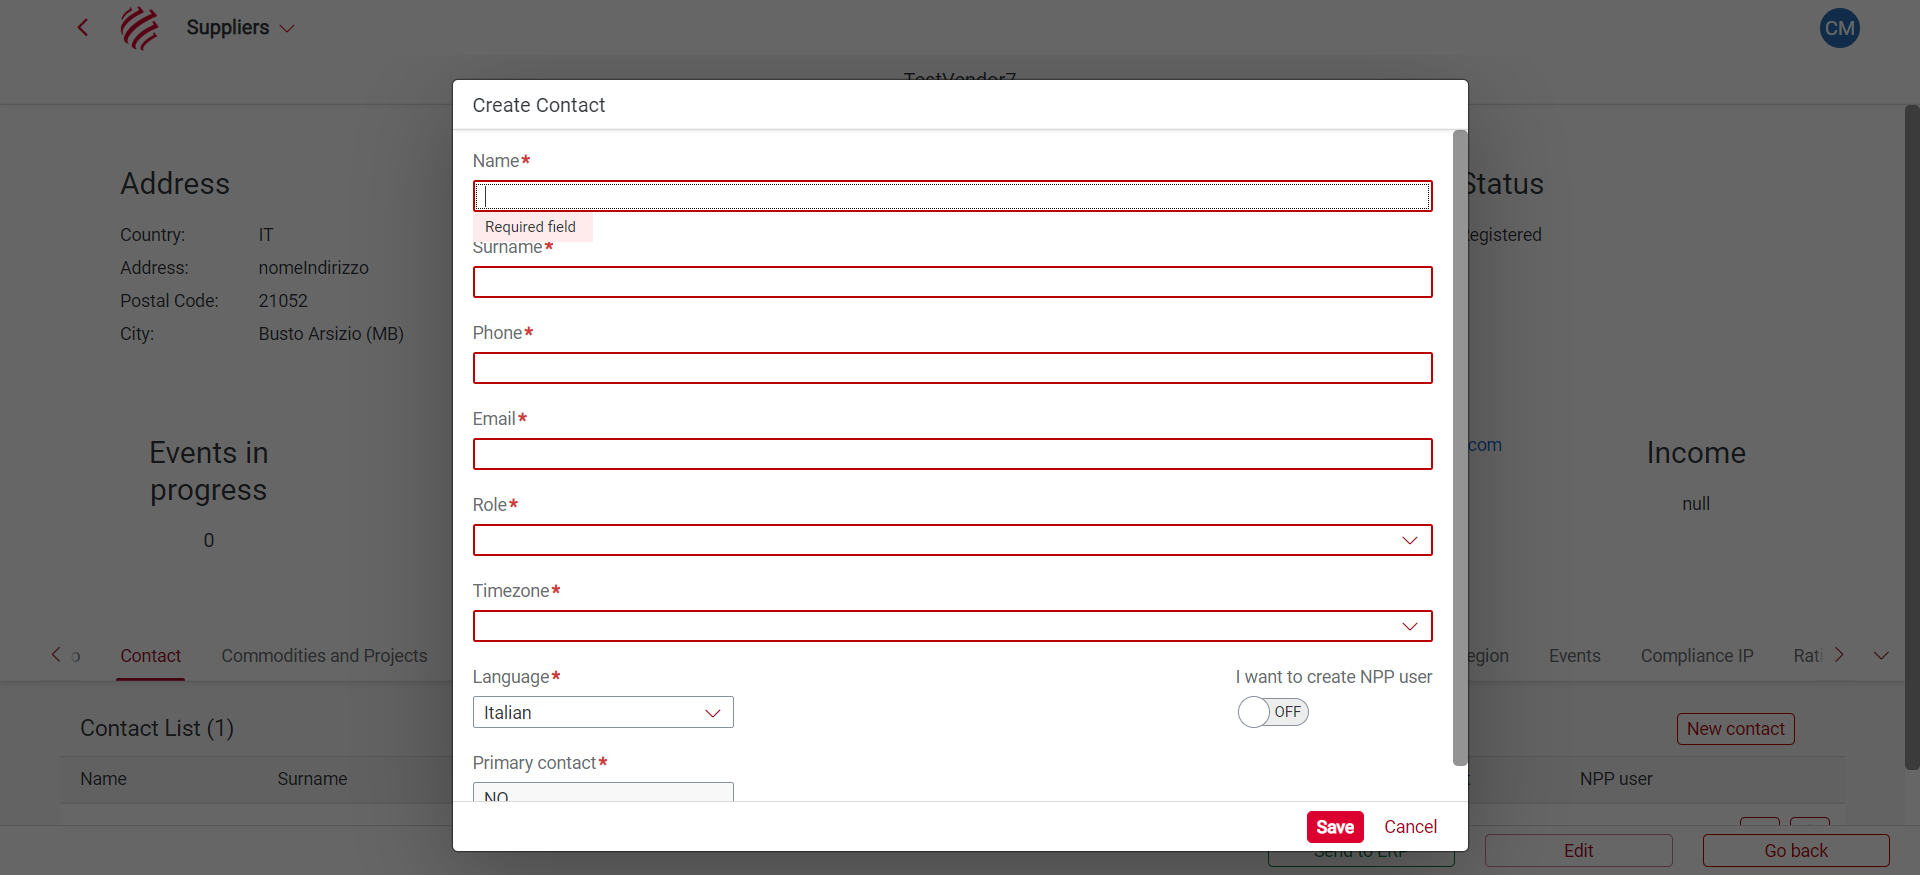 Suppliers
CM
TestVendor7
Create Contact
Name*
Required field
Surname*
Phone*
Email*
Role*
Timezone*
Language*
I want to create NPP user
Italian
OFF
Primary contact*
NO
Save
Cancel
Address
Country: IT
Address: nomeIndirizzo
Postal Code: 21052
City: Busto Arsizio (MB)
Status
egistered
Events in
progress
0
com
Income
null
o
Contact
Commodities and Projects
egion
Events
Compliance IP
Rati
Contact List (1)
New contact
Name
Surname
NPP user
Send to ERP
Edit
Go back